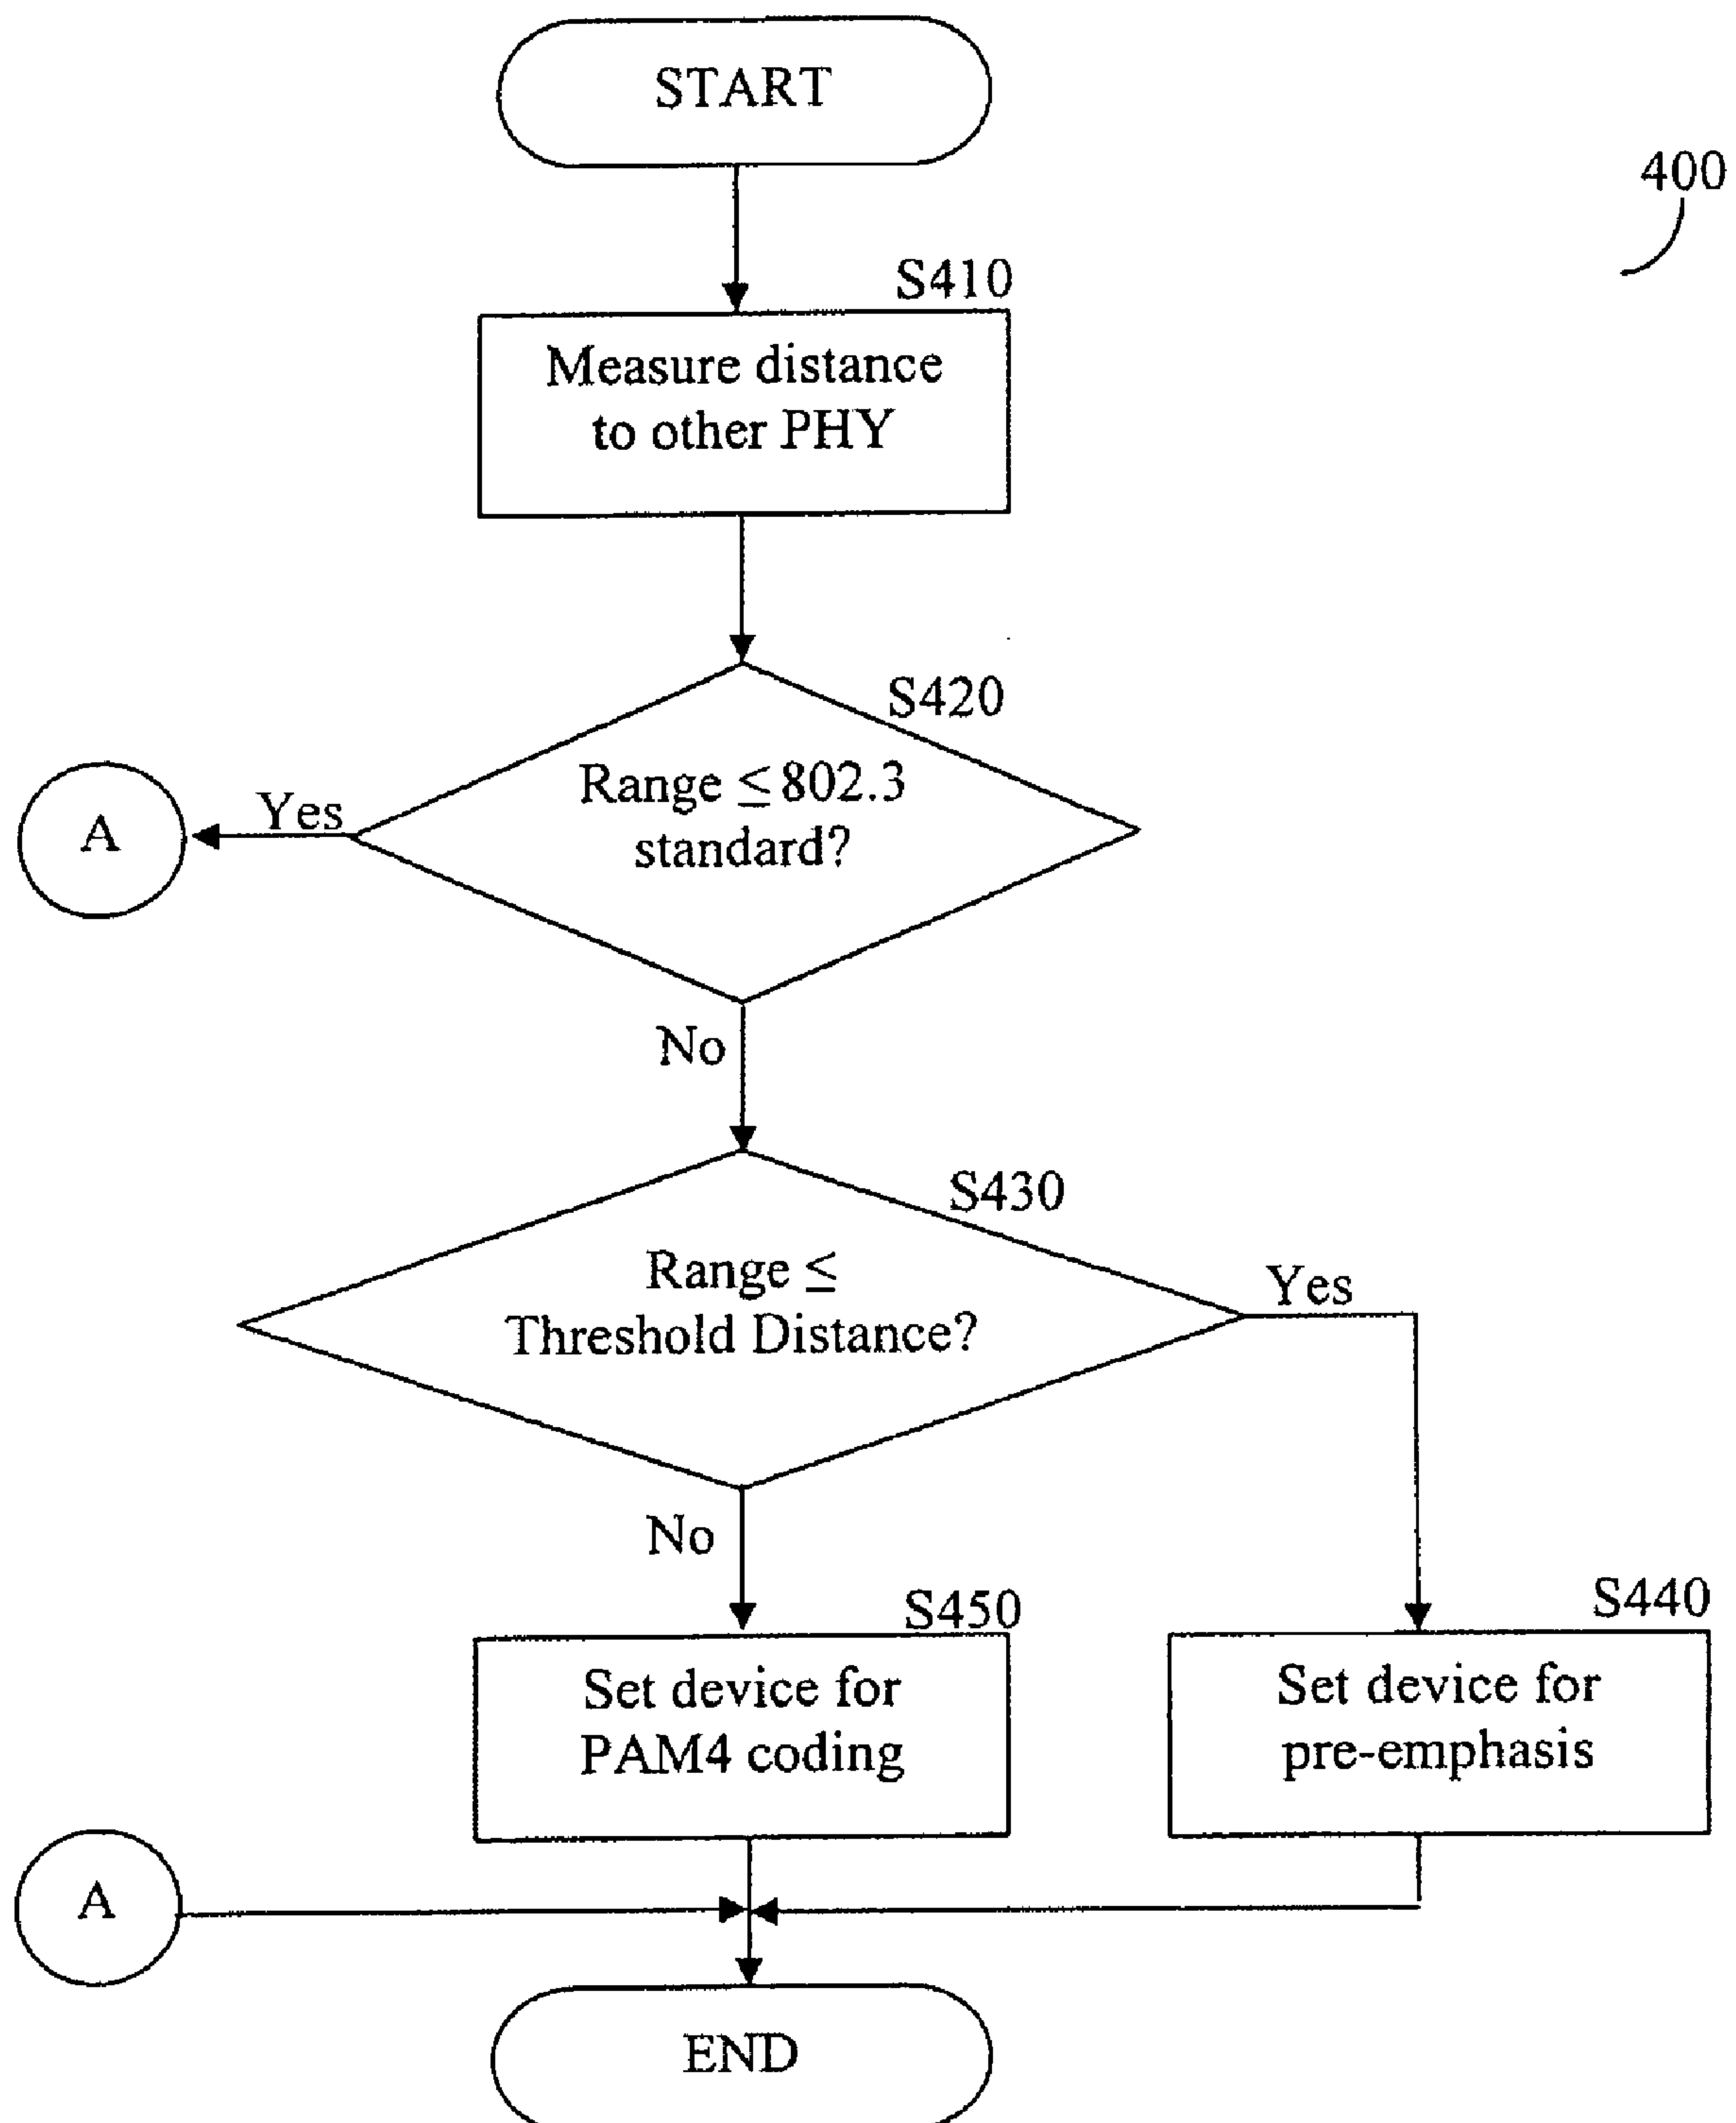 START
400
S410
Measure distance
to other PHY
S420
Range ≤ 802.3
standard?
Yes
A
No
S430
Range ≤
Threshold Distance?
Yes
No
S450
Set device for
PAM4 coding
S440
Set device for
pre-emphasis
A
END